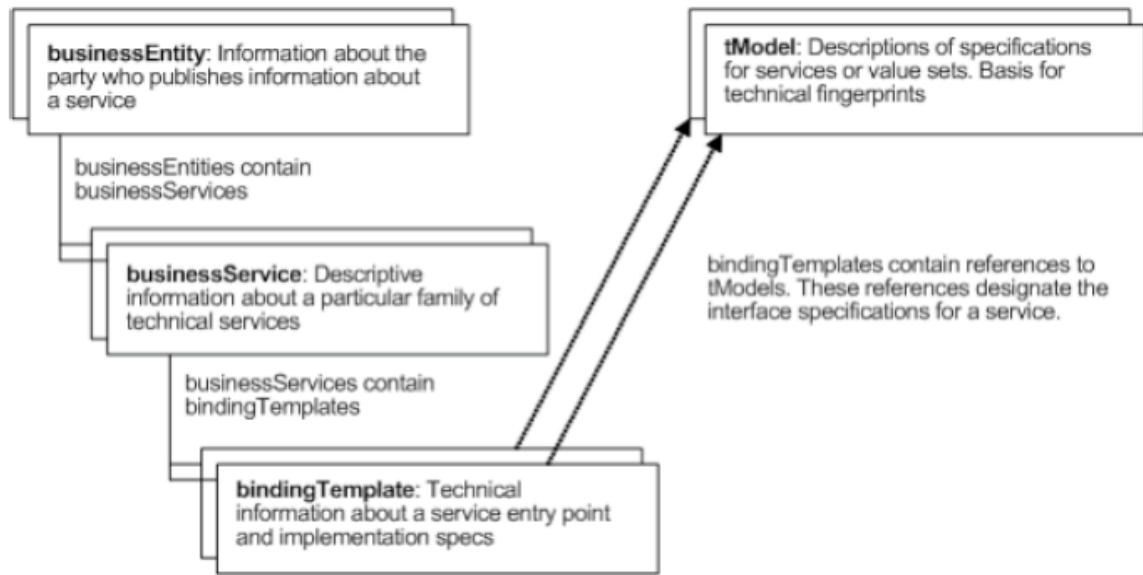 businessEntity: Information about the
party who publishes information about
a service
tModel: Descriptions of specifications
for services or value sets. Basis for
technical fingerprints
businessEntities contain
businessServices
businessService: Descriptive
information about a particular family of
technical services
bindingTemplates contain references to
tModels. These references designate the
interface specifications for a service.
businessServices contain
bindingTemplates
bindingTemplate: Technical
information about a service entry point
and implementation specs